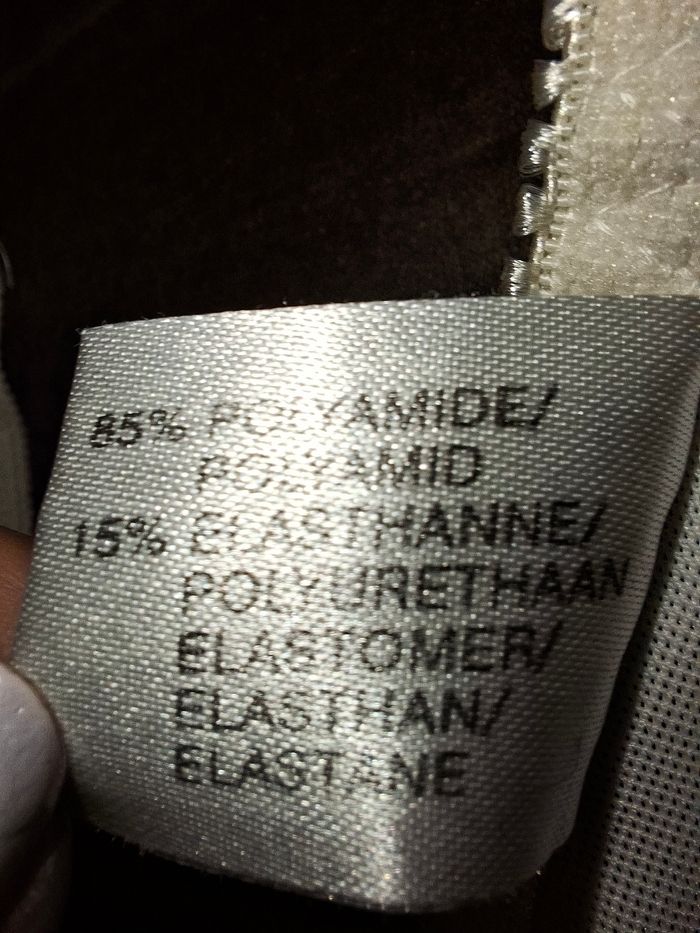 85% POLYAMIDE/
POLYAMID
15% ELASTHANNE/
POLYURETHAAN
ELASTOMER/
ELASTHAN/
ELASTANE